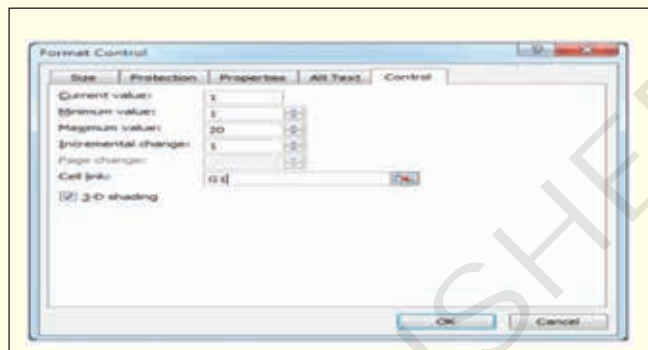 Format Control
Size Protection Properties Alt Text Control
Current value: 1
Minimum value: 1
Maximum value: 20
Incremental change: 1
Page change:
Cell link: G1
3-D shading
OK Cancel